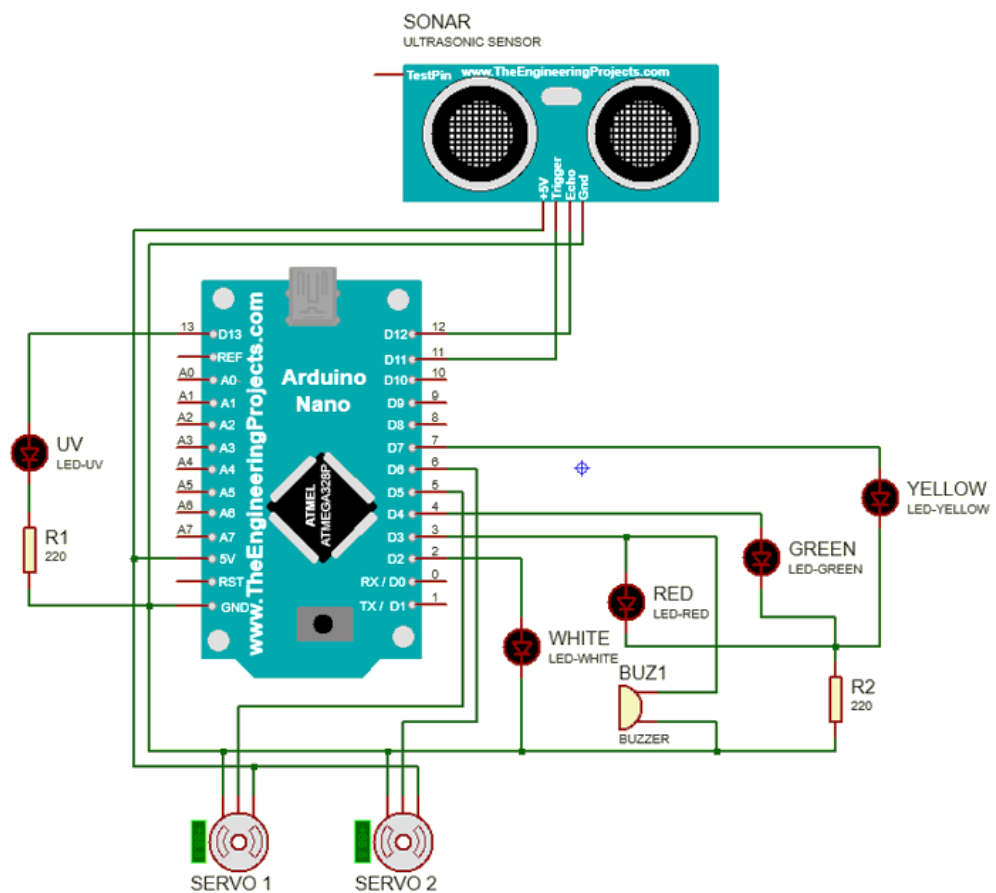 SONAR
ULTRASONIC SENSOR
TestPin
www.TheEngineeringProjects.com
+5V
Trigger
Echo
Gnd
www.TheEngineeringProjects.com
Arduino
Nano
ATMEL
ATMEGA328P
13
D13
REF
A0
A0
A1
A1
A2
A2
A3
A3
A4
A4
A5
A5
A6
A6
A7
A7
5V
RST
GND
D12
12
D11
11
D10
10
D9
9
D8
8
D7
7
D6
6
D5
5
D4
4
D3
3
D2
2
RX / D0
0
TX / D1
1
UV
LED-UV
R1
220
YELLOW
LED-YELLOW
GREEN
LED-GREEN
RED
LED-RED
WHITE
LED-WHITE
BUZ1
BUZZER
R2
220
SERVO 1
SERVO 2